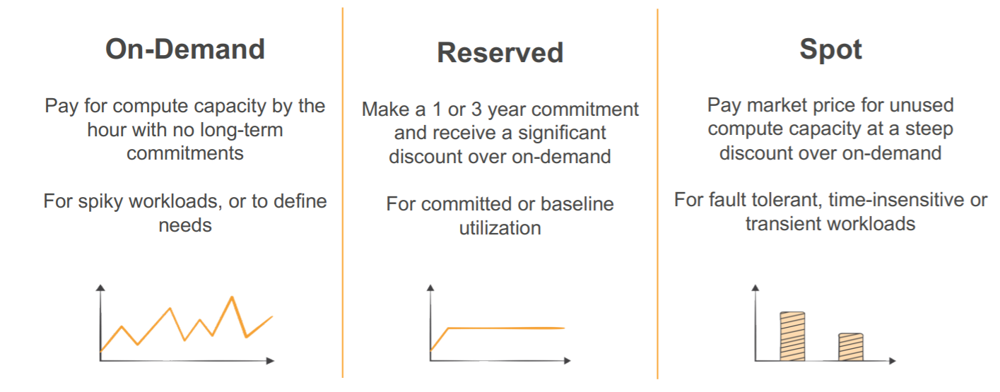 On-Demand
Pay for compute capacity by the
hour with no long-term
commitments
For spiky workloads, or to define
needs
Reserved
Make a 1 or 3 year commitment
and receive a significant
discount over on-demand
For committed or baseline
utilization
Spot
Pay market price for unused
compute capacity at a steep
discount over on-demand
For fault tolerant, time-insensitive or
transient workloads